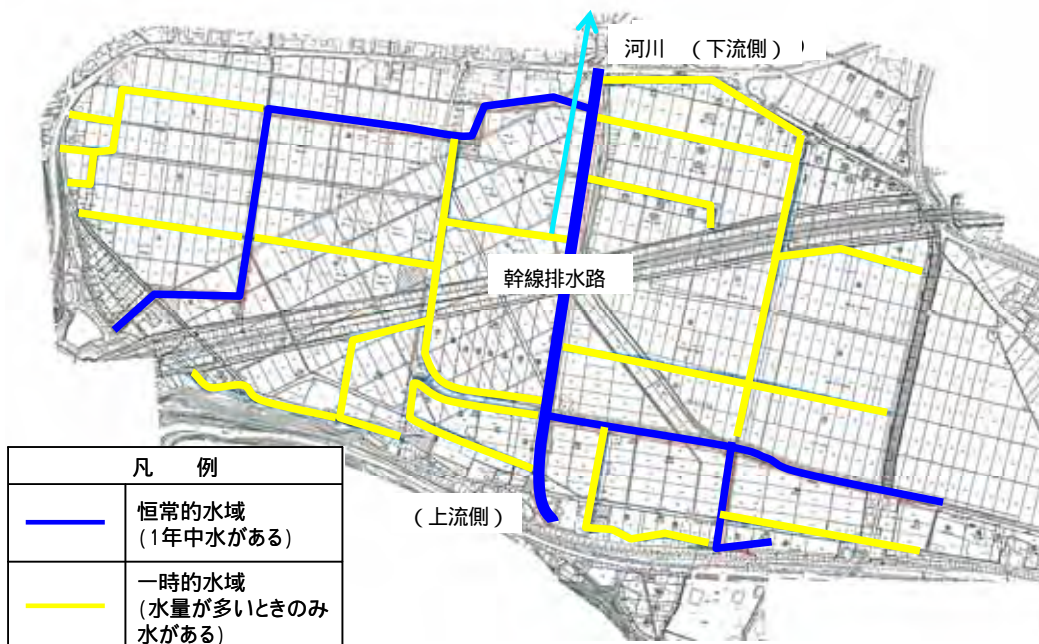 河川　（下流側）
幹線排水路
（上流側）
凡　例
恒常的水域
(1年中水がある)
一時的水域
(水量が多いときのみ
水がある)